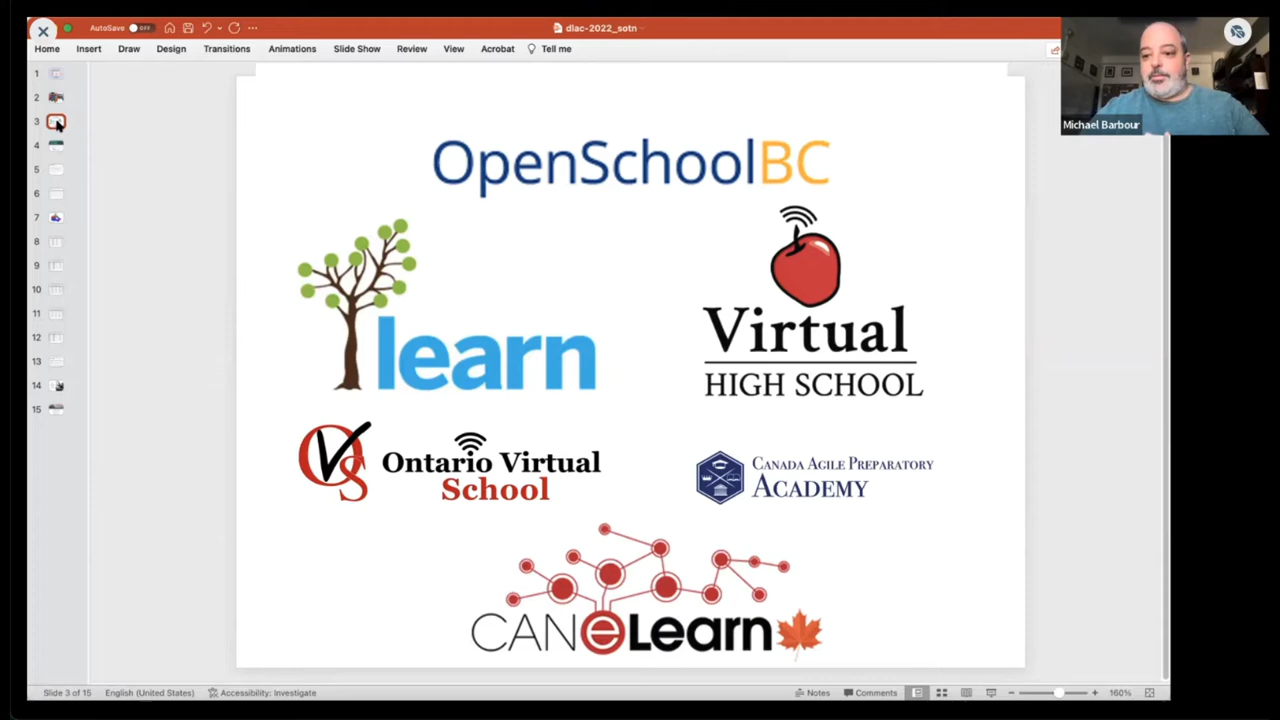 AutoSave OFF
dlac-2022_sotn
Home Insert Draw Design Transitions Animations Slide Show Review View Acrobat Tell me
Michael Barbour
1
2
3
4
5
6
7
8
9
10
11
12
13
14
15
OpenSchoolBC
learn
Virtual
HIGH SCHOOL
OVS Ontario Virtual
School
CANADA AGILE PREPARATORY
ACADEMY
CANeLearn
Slide 3 of 15 English (United States) Accessibility: Investigate Notes Comments 160%